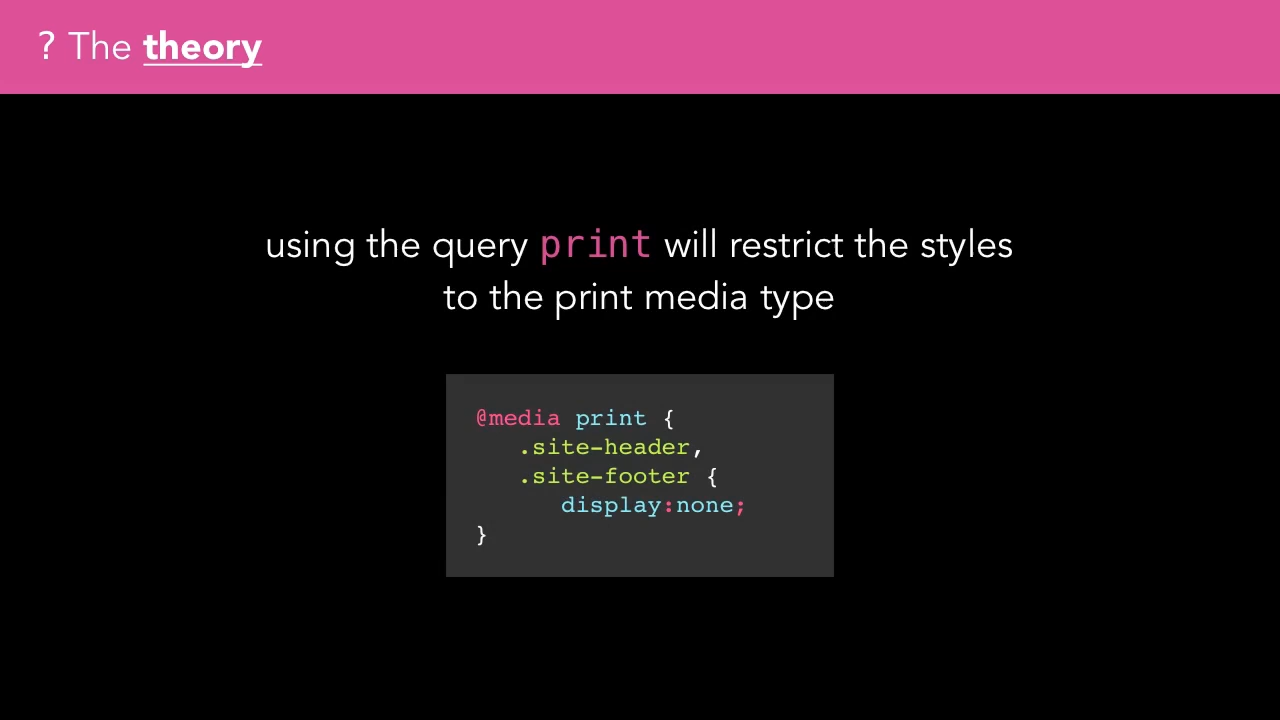 ? The theory
using the query print will restrict the styles
to the print media type
@media print {
.site-header,
.site-footer {
display:none;
}